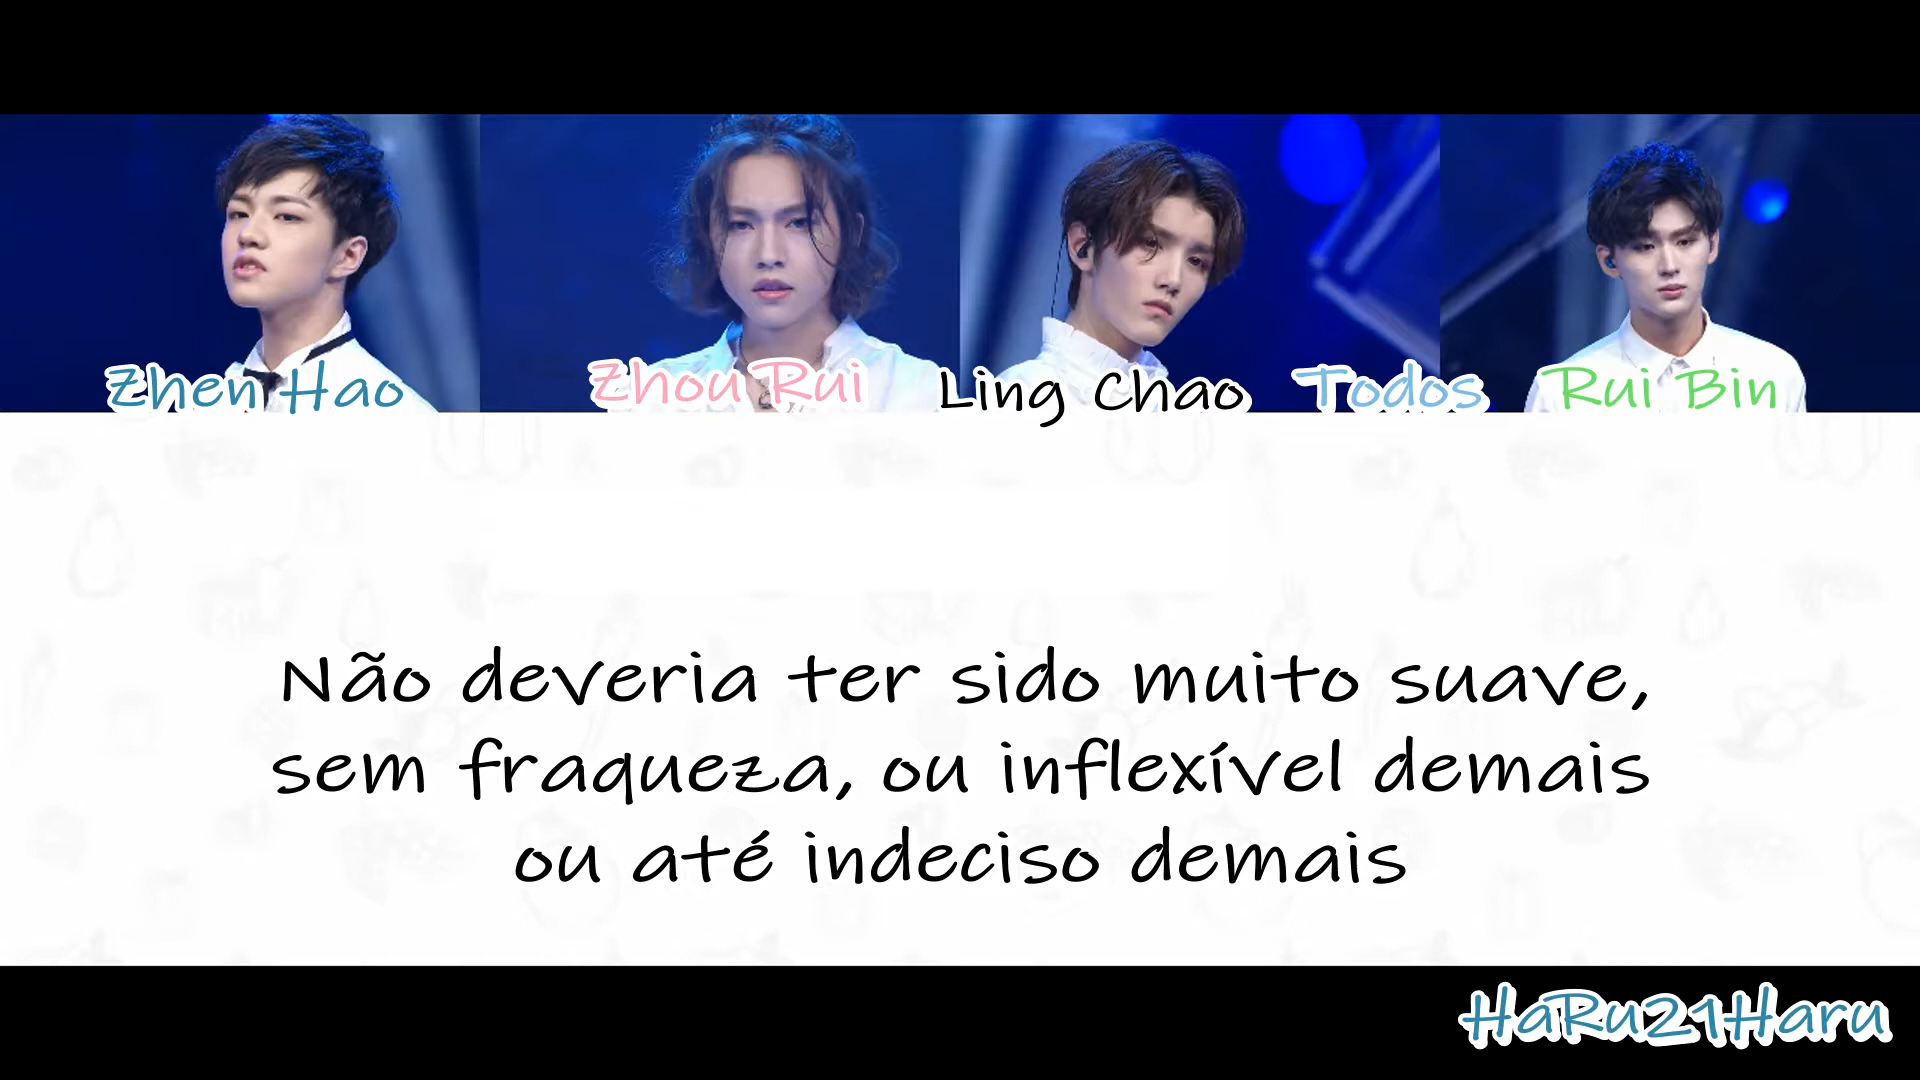 Zhen Hao
Zhou Rui
Ling Chao
Todos
Rui Bin
Não deveria ter sido muito suave,
sem fraqueza, ou inflexível demais
ou até indeciso demais
HaRu21Haru